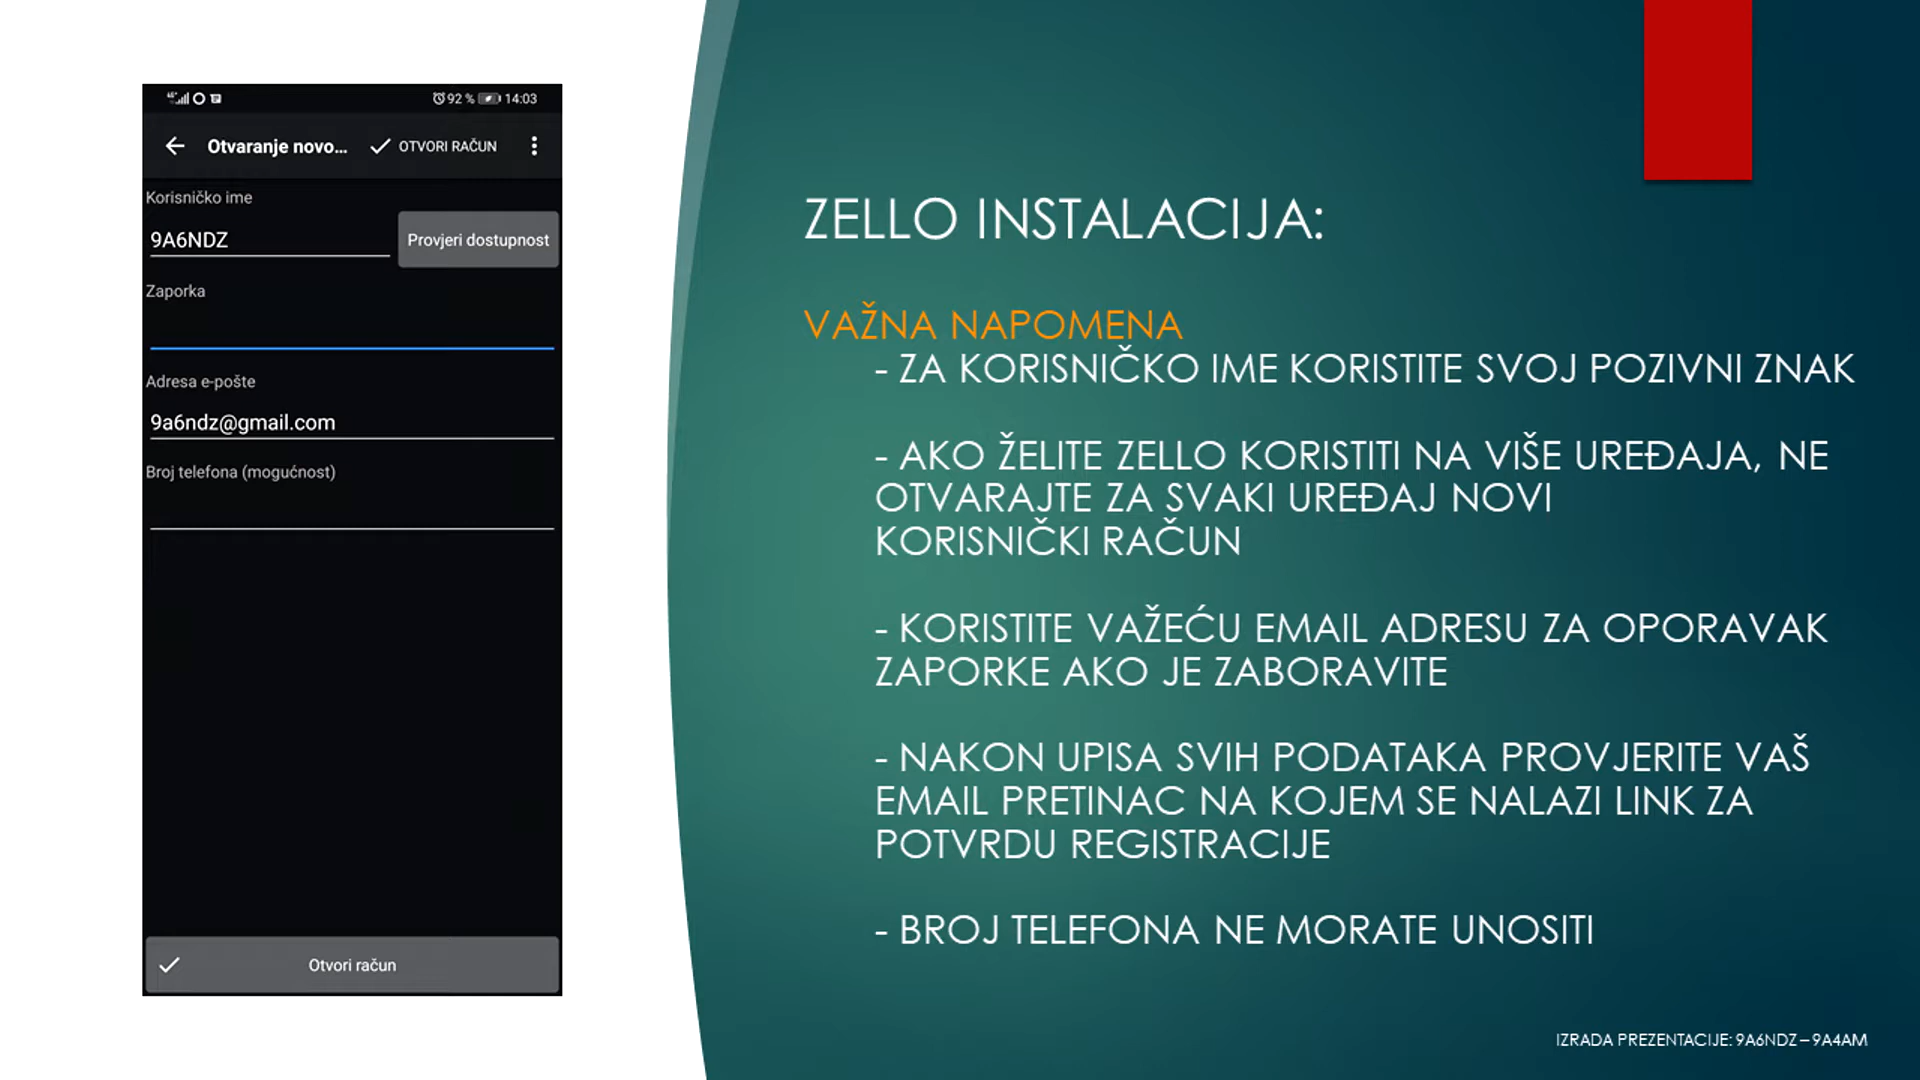 92 % 14:03
Otvaranje novo... OTVORI RAČUN
Korisničko ime
9A6NDZ
Provjeri dostupnost
Zaporka
Adresa e-pošte
9a6ndz@gmail.com
Broj telefona (mogućnost)
Otvori račun
ZELLO INSTALACIJA:
VAŽNA NAPOMENA
- ZA KORISNIČKO IME KORISTITE SVOJ POZIVNI ZNAK
- AKO ŽELITE ZELLO KORISTITI NA VIŠE UREĐAJA, NE
OTVARAJTE ZA SVAKI UREĐAJ NOVI
KORISNIČKI RAČUN
- KORISTITE VAŽEĆU EMAIL ADRESU ZA OPORAVAK
ZAPORKE AKO JE ZABORAVITE
- NAKON UPISA SVIH PODATAKA PROVJERITE VAŠ
EMAIL PRETINAC NA KOJEM SE NALAZI LINK ZA
POTVRDU REGISTRACIJE
- BROJ TELEFONA NE MORATE UNOSITI
IZRADA PREZENTACIJE: 9A6NDZ – 9A4AM